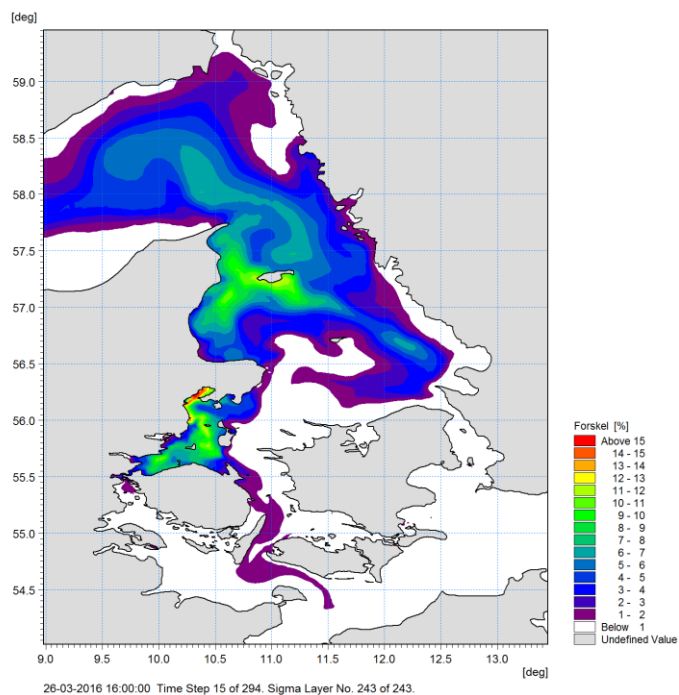 [deg]
59.0
58.5
58.0
57.5
57.0
56.5
56.0
55.5
55.0
54.5
9.0 9.5 10.0 10.5 11.0 11.5 12.0 12.5 13.0
[deg]
26-03-2016 16:00:00 Time Step 15 of 294. Sigma Layer No. 243 of 243.
Forskel [%]
Above 15
14 - 15
13 - 14
12 - 13
11 - 12
10 - 11
9 - 10
8 - 9
7 - 8
6 - 7
5 - 6
4 - 5
3 - 4
2 - 3
1 - 2
Below 1
Undefined Value